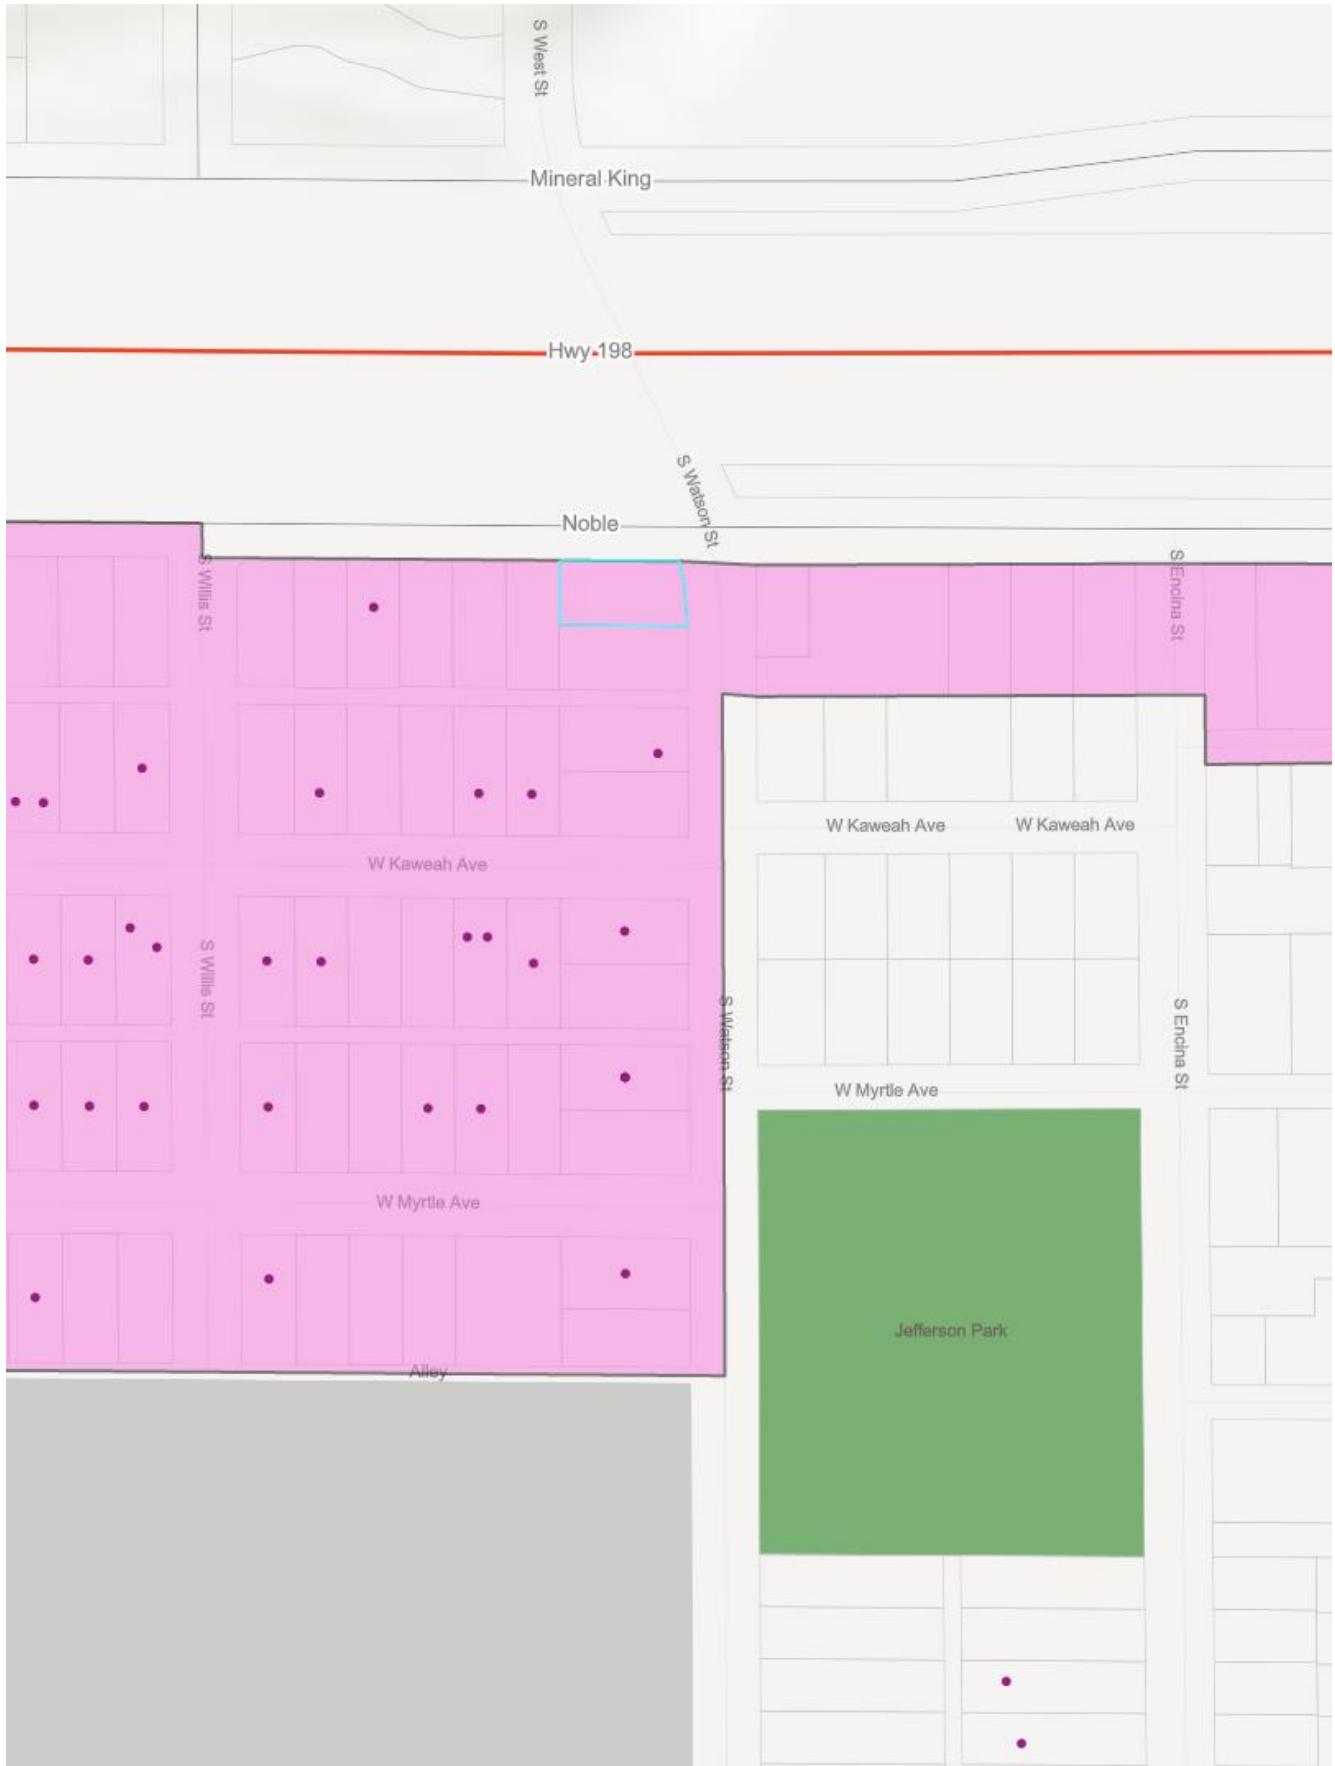 S West St
Mineral King
Hwy 198
S Watson St
Noble
S Willis St
S Encina St
W Kaweah Ave
W Kaweah Ave
W Kaweah Ave
S Willis St
S Watson St
S Encina St
W Myrtle Ave
W Myrtle Ave
Jefferson Park
Alley